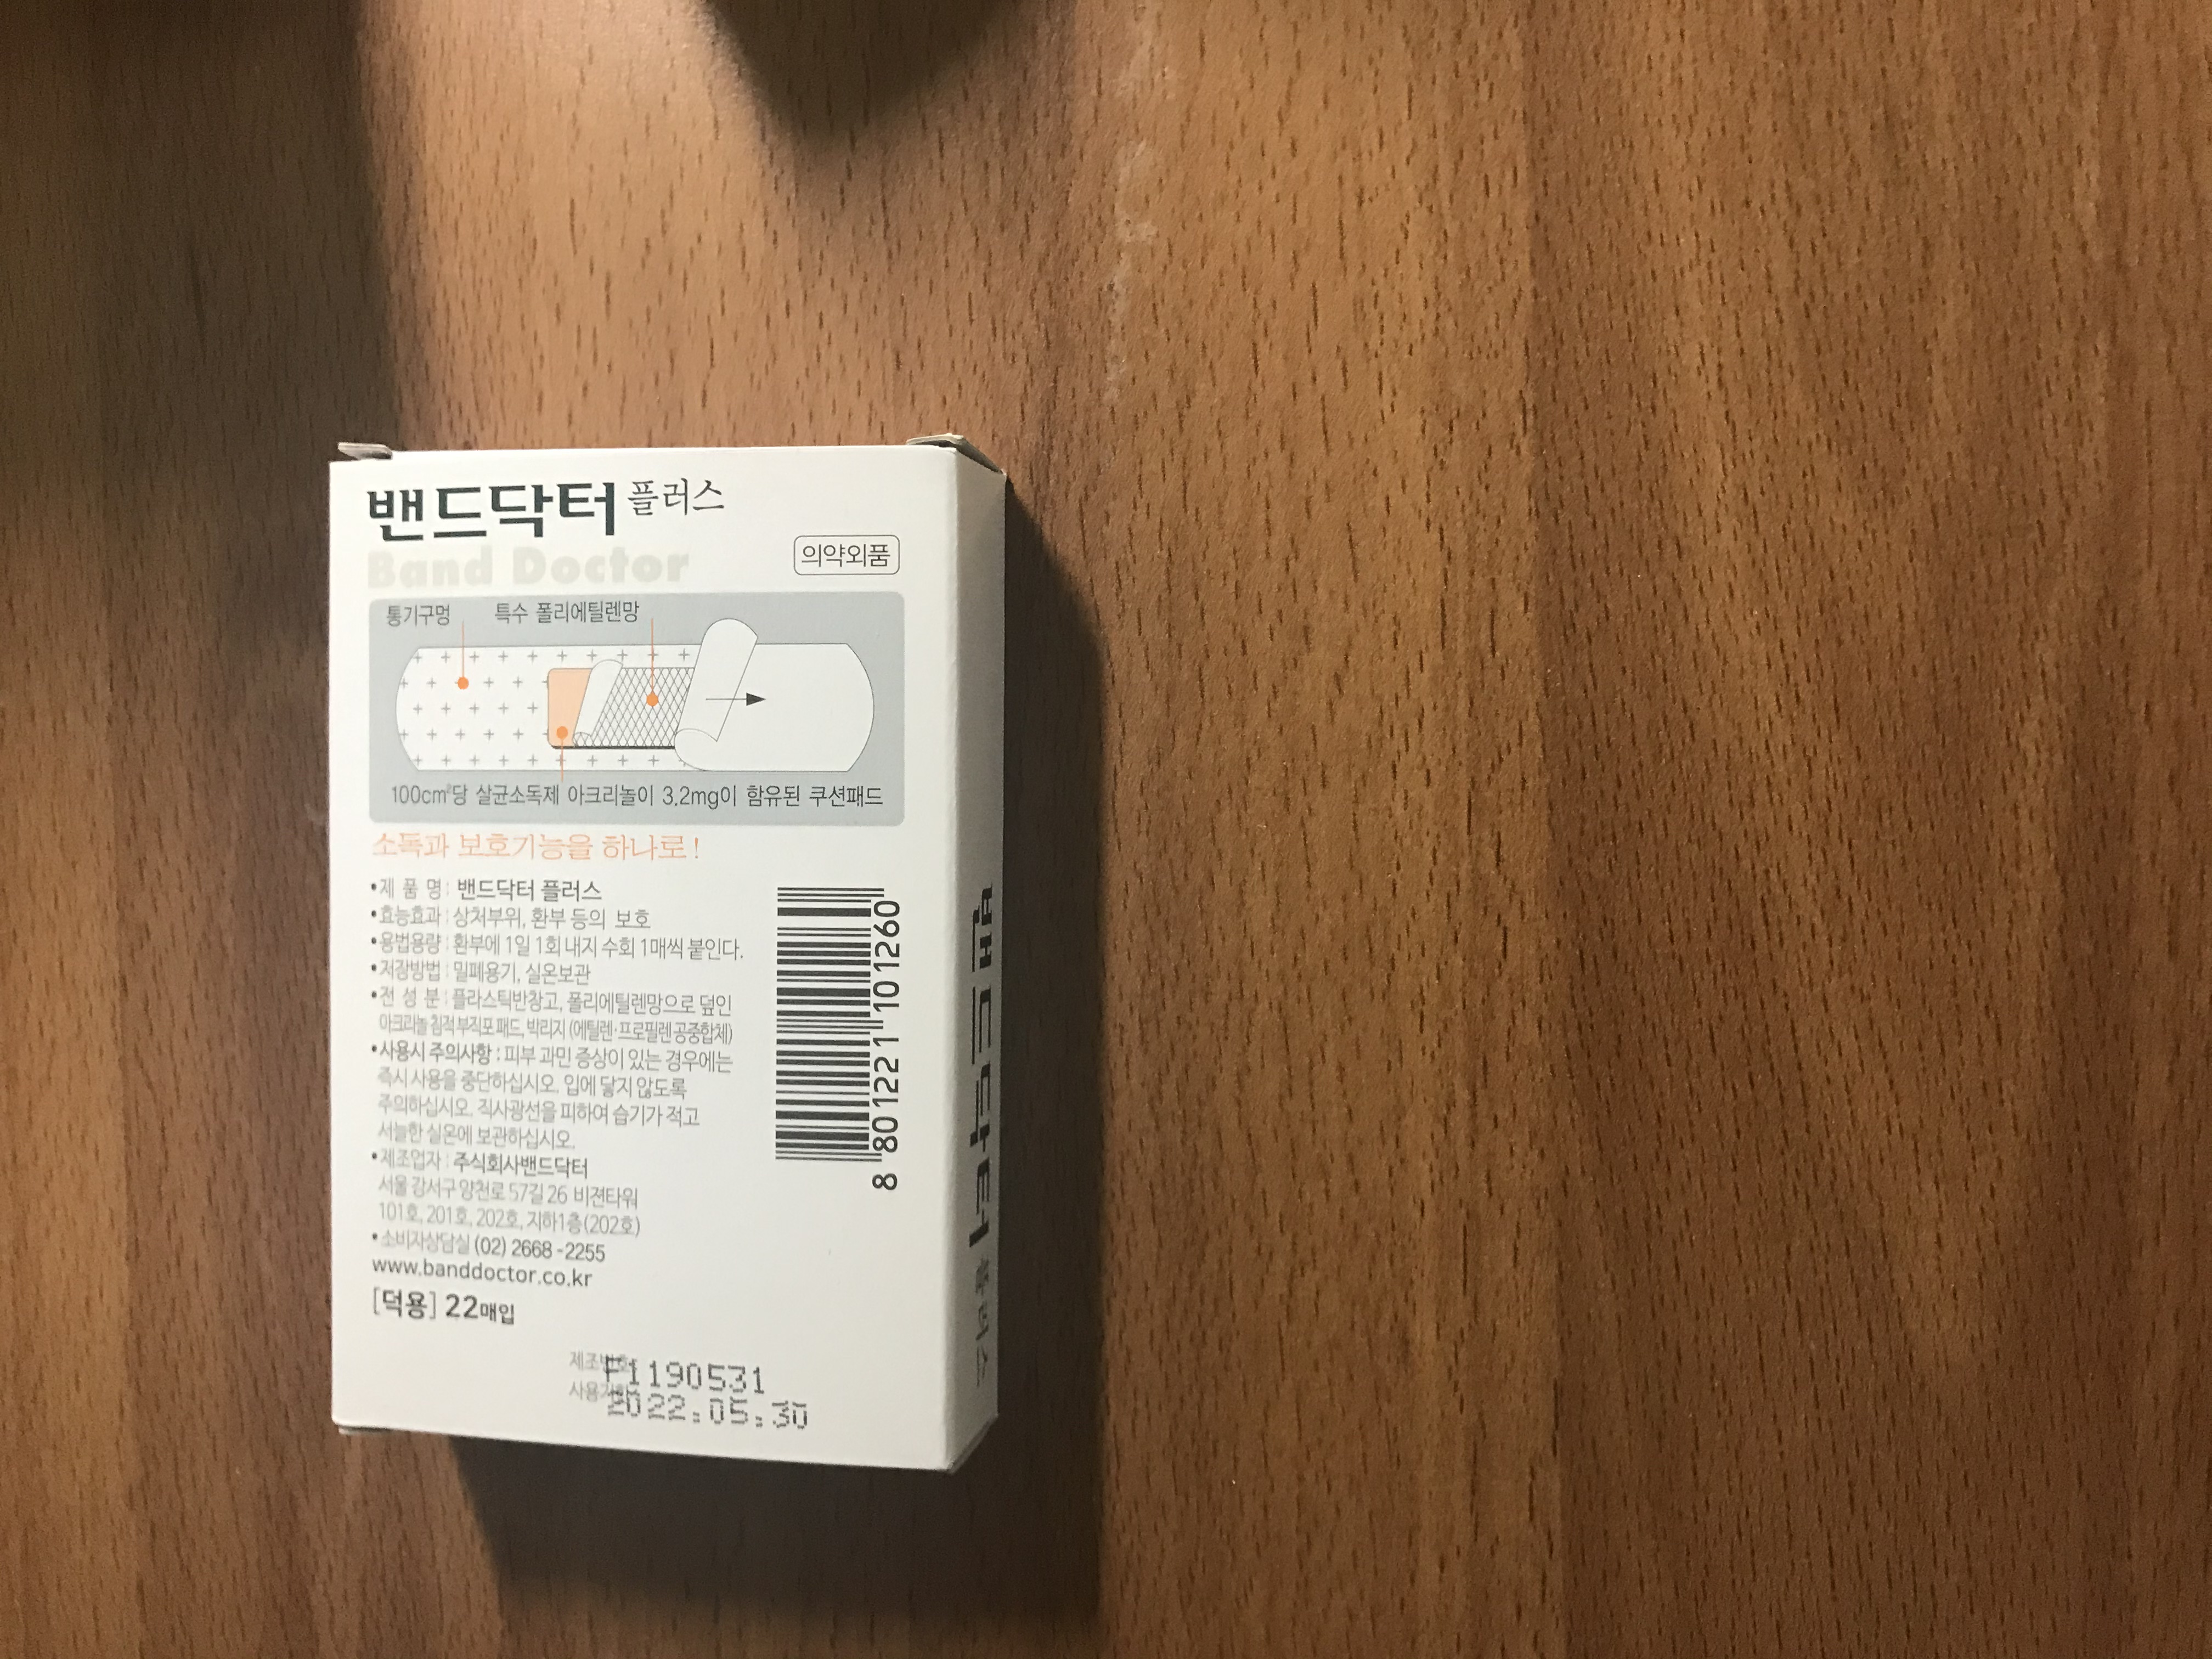 밴드닥터 플러스
Band Doctor
의약외품
통기구멍 특수 폴리에틸렌망
100cm²당 살균소독제 아크리놀이 3.2mg이 함유된 쿠션패드
소독과 보호기능을 하나로!
• 제 품 명 : 밴드닥터 플러스
• 효능효과 : 상처부위, 환부 등의 보호
• 용법용량 : 환부에 1일 1회 내지 수회 1매씩 붙인다.
• 저장방법 : 밀폐용기, 실온보관
• 전 성 분 : 플라스틱반창고, 폴리에틸렌망으로 덮인
아크리놀 첨부직포패드, 박리지 (에틸렌 프로필렌 공중합체)
• 사용시 주의사항 : 피부 과민 증상이 있는 경우에는
즉시 사용을 중단하십시오. 입에 닿지 않도록
주의하십시오. 직사광선을 피하여 습기가 적고
서늘한 실온에 보관하십시오.
• 제조업자 : 주식회사밴드닥터
서울 강서구 양천로 57길 26 비전타워
101호, 201호, 202호, 지하1층(202호)
• 소비자상담실 (02) 2668-2255
www.banddoctor.co.kr
[덕용] 22매입
8 801221 101260
190531
2022:05:30
밴드닥터 플러스